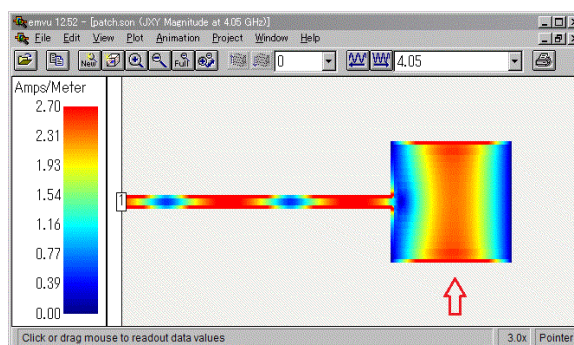 emvu 12.52 - [patch.son (JXY Magnitude at 4.05 GHz)]
File Edit View Plot Animation Project Window Help
New Full 0 4.05
Amps/Meter
2.70
2.31
1.93
1.54
1.16
0.77
0.39
0.00
1
Click or drag mouse to readout data values 3.0x Pointer